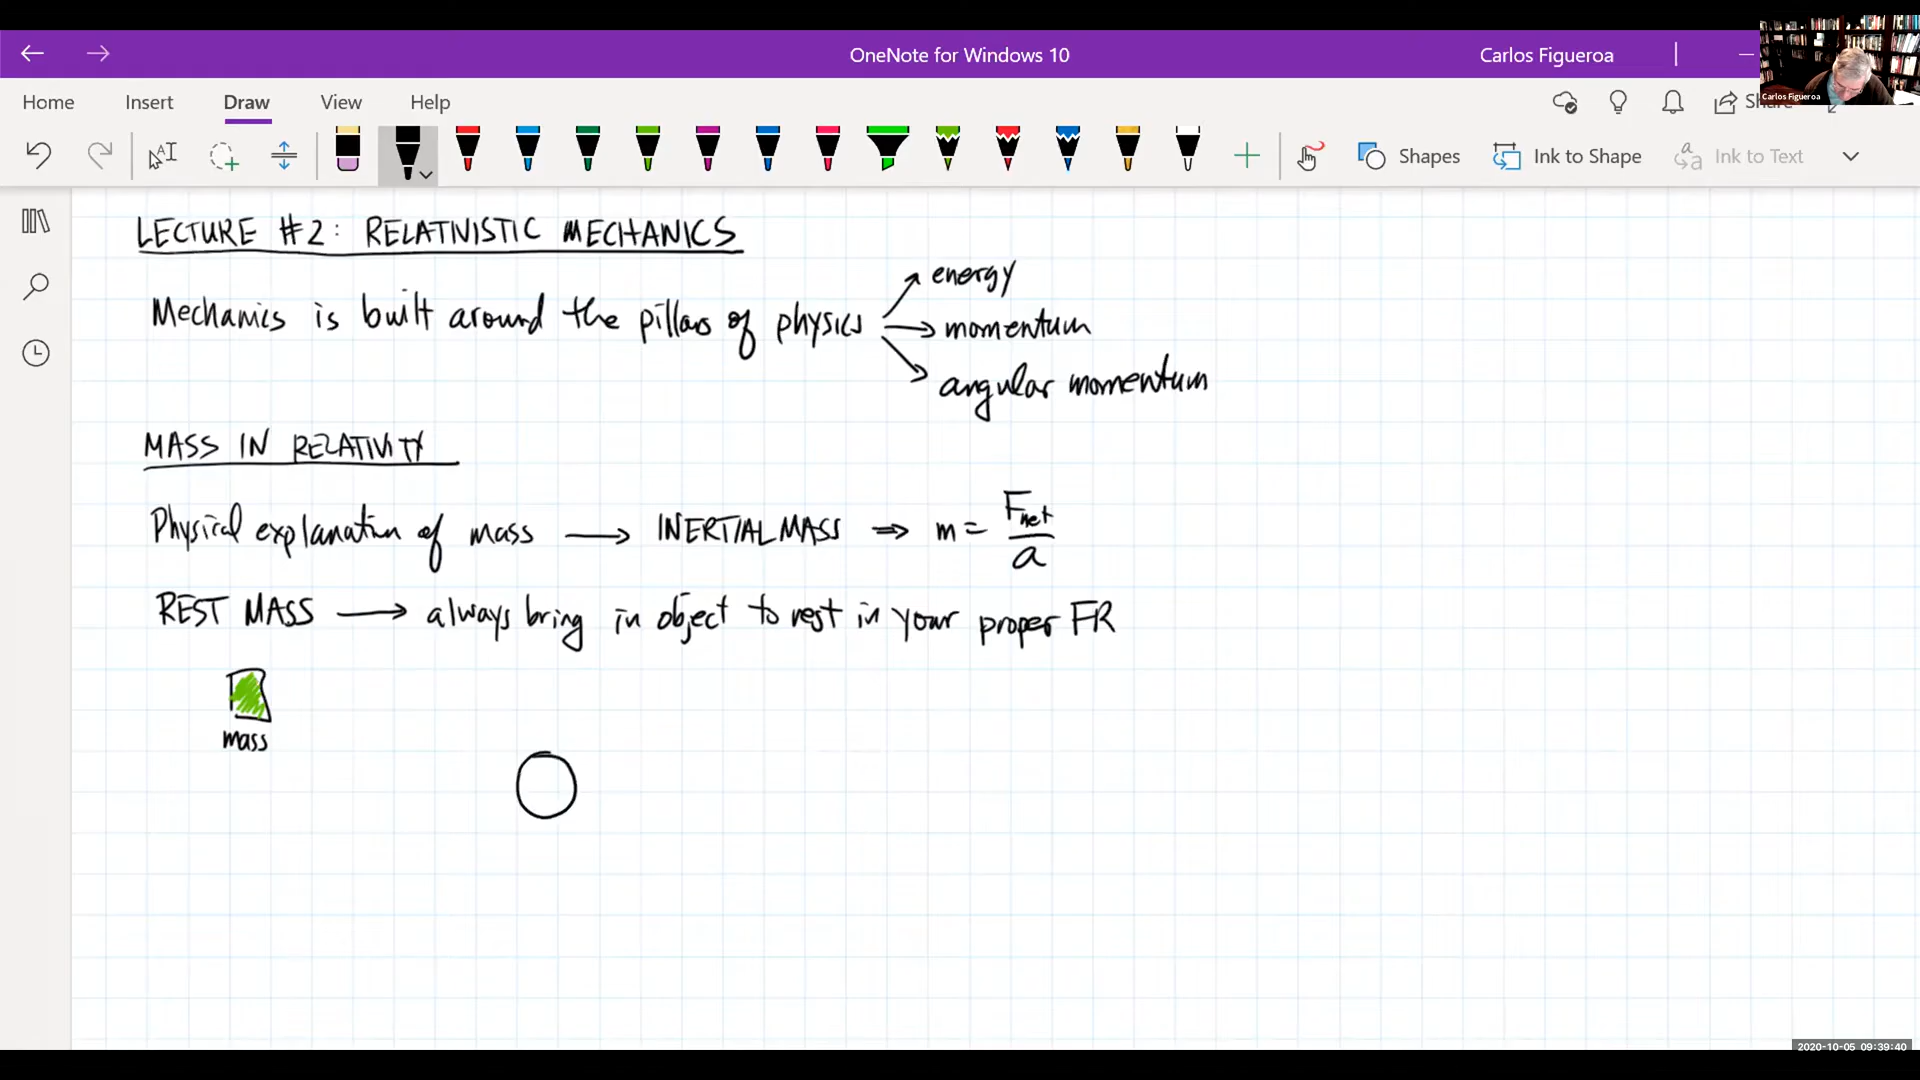 OneNote for Windows 10
Carlos Figueroa
Home Insert Draw View Help
Carlos Figueroa
Shapes Ink to Shape Ink to Text
LECTURE #2: RELATIVISTIC MECHANICS
Mechanics is built around the pillars of physics
energy
momentum
angular momentum
MASS IN RELATIVITY
Physical explanation of mass → INERTIAL MASS ⇒ m = Fnet/a
REST MASS → always bring in object to rest in your proper FR
mass
2020-10-05 09:39:40